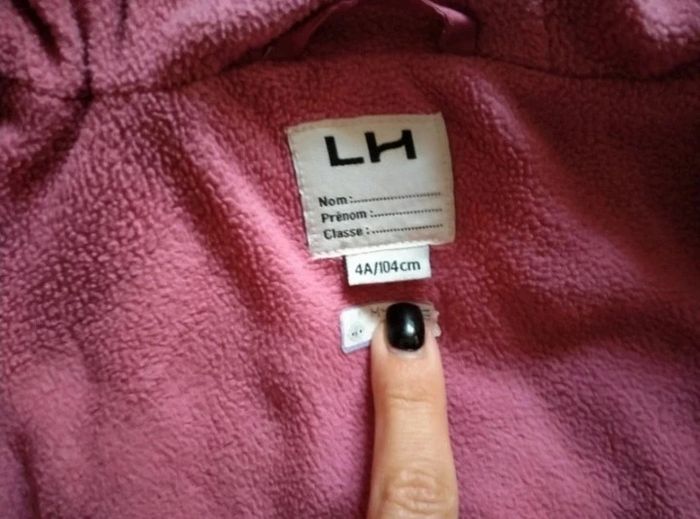 LH
Nom:........................
Prénom:...................
Classe:....................
4A/104cm